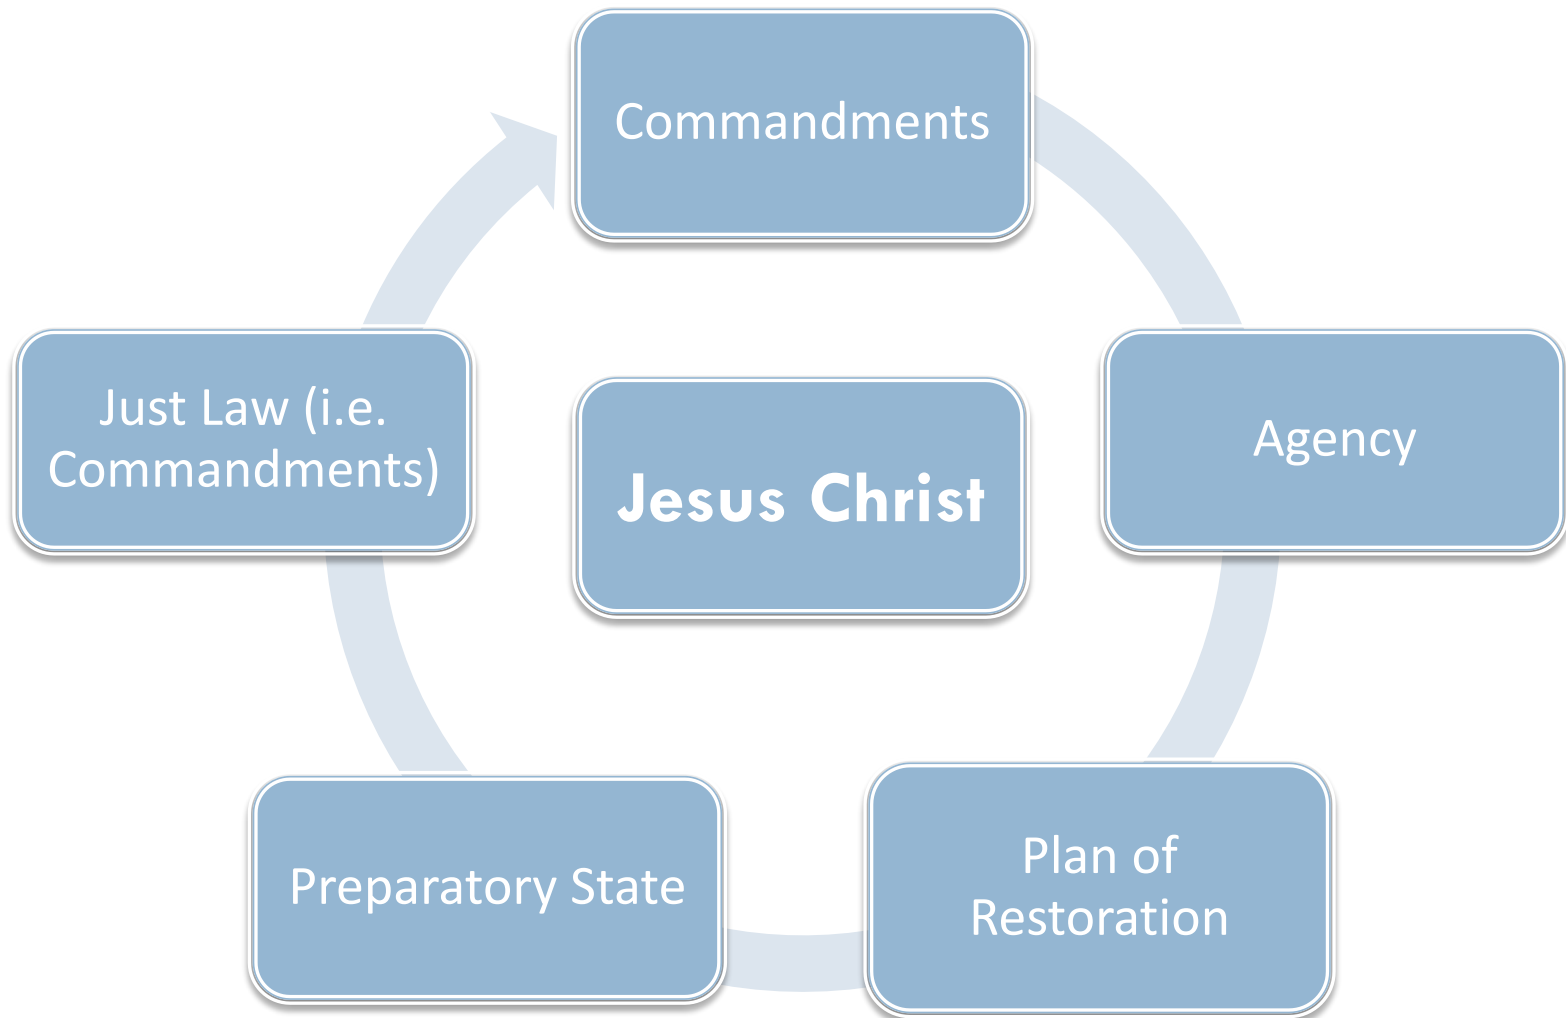 Commandments
Agency
Plan of
Restoration
Preparatory State
Just Law (i.e.
Commandments)
Jesus Christ